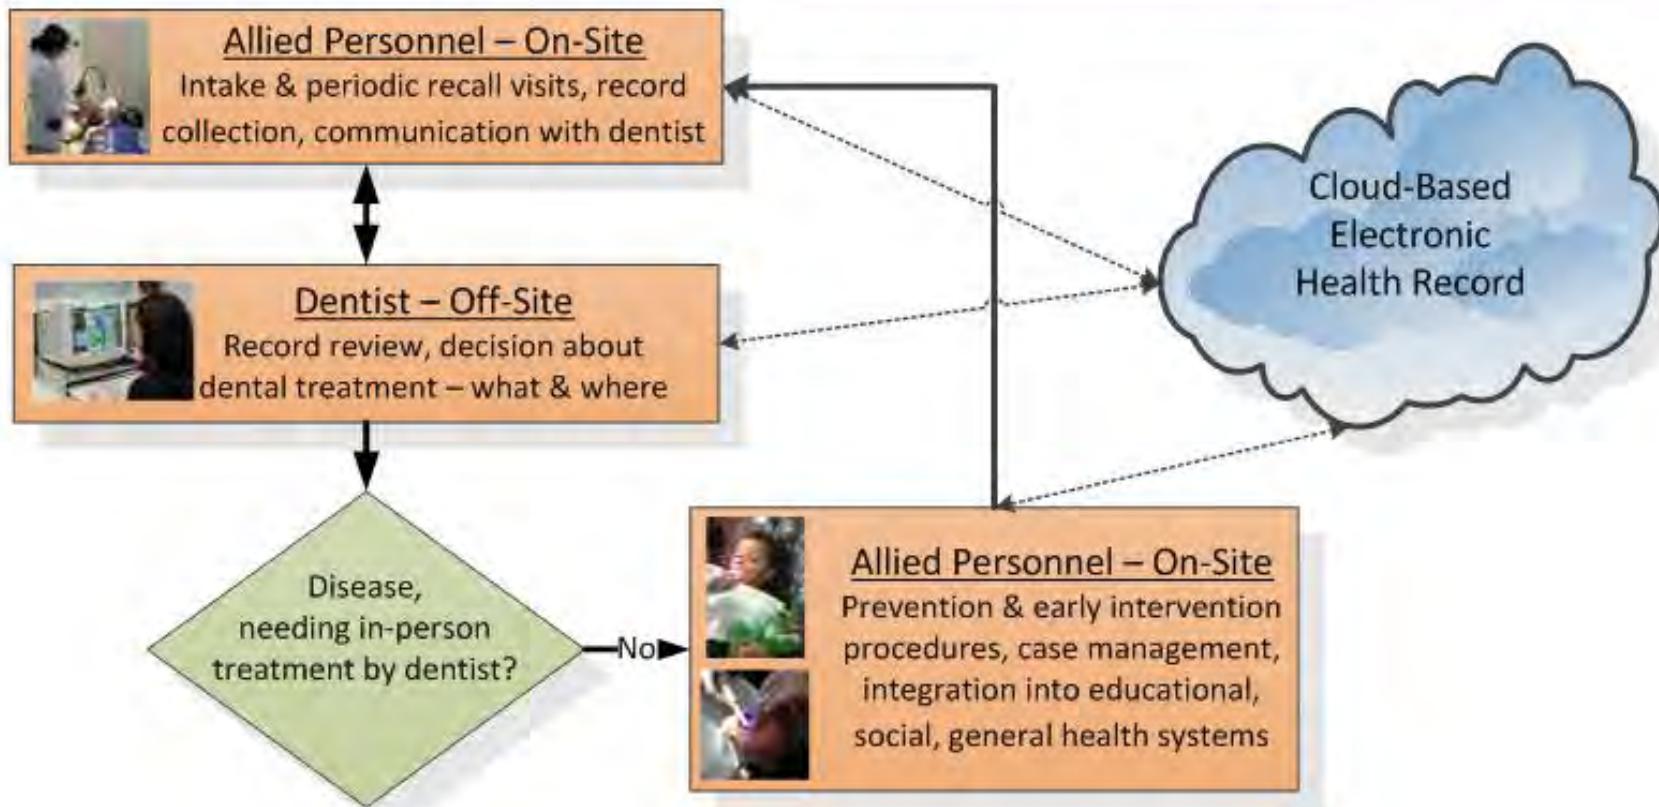 Allied Personnel – On-Site
Intake & periodic recall visits, record
collection, communication with dentist
Dentist – Off-Site
Record review, decision about
dental treatment – what & where
Cloud-Based
Electronic
Health Record
Disease,
needing in-person
treatment by dentist?
No
Allied Personnel – On-Site
Prevention & early intervention
procedures, case management,
integration into educational,
social, general health systems